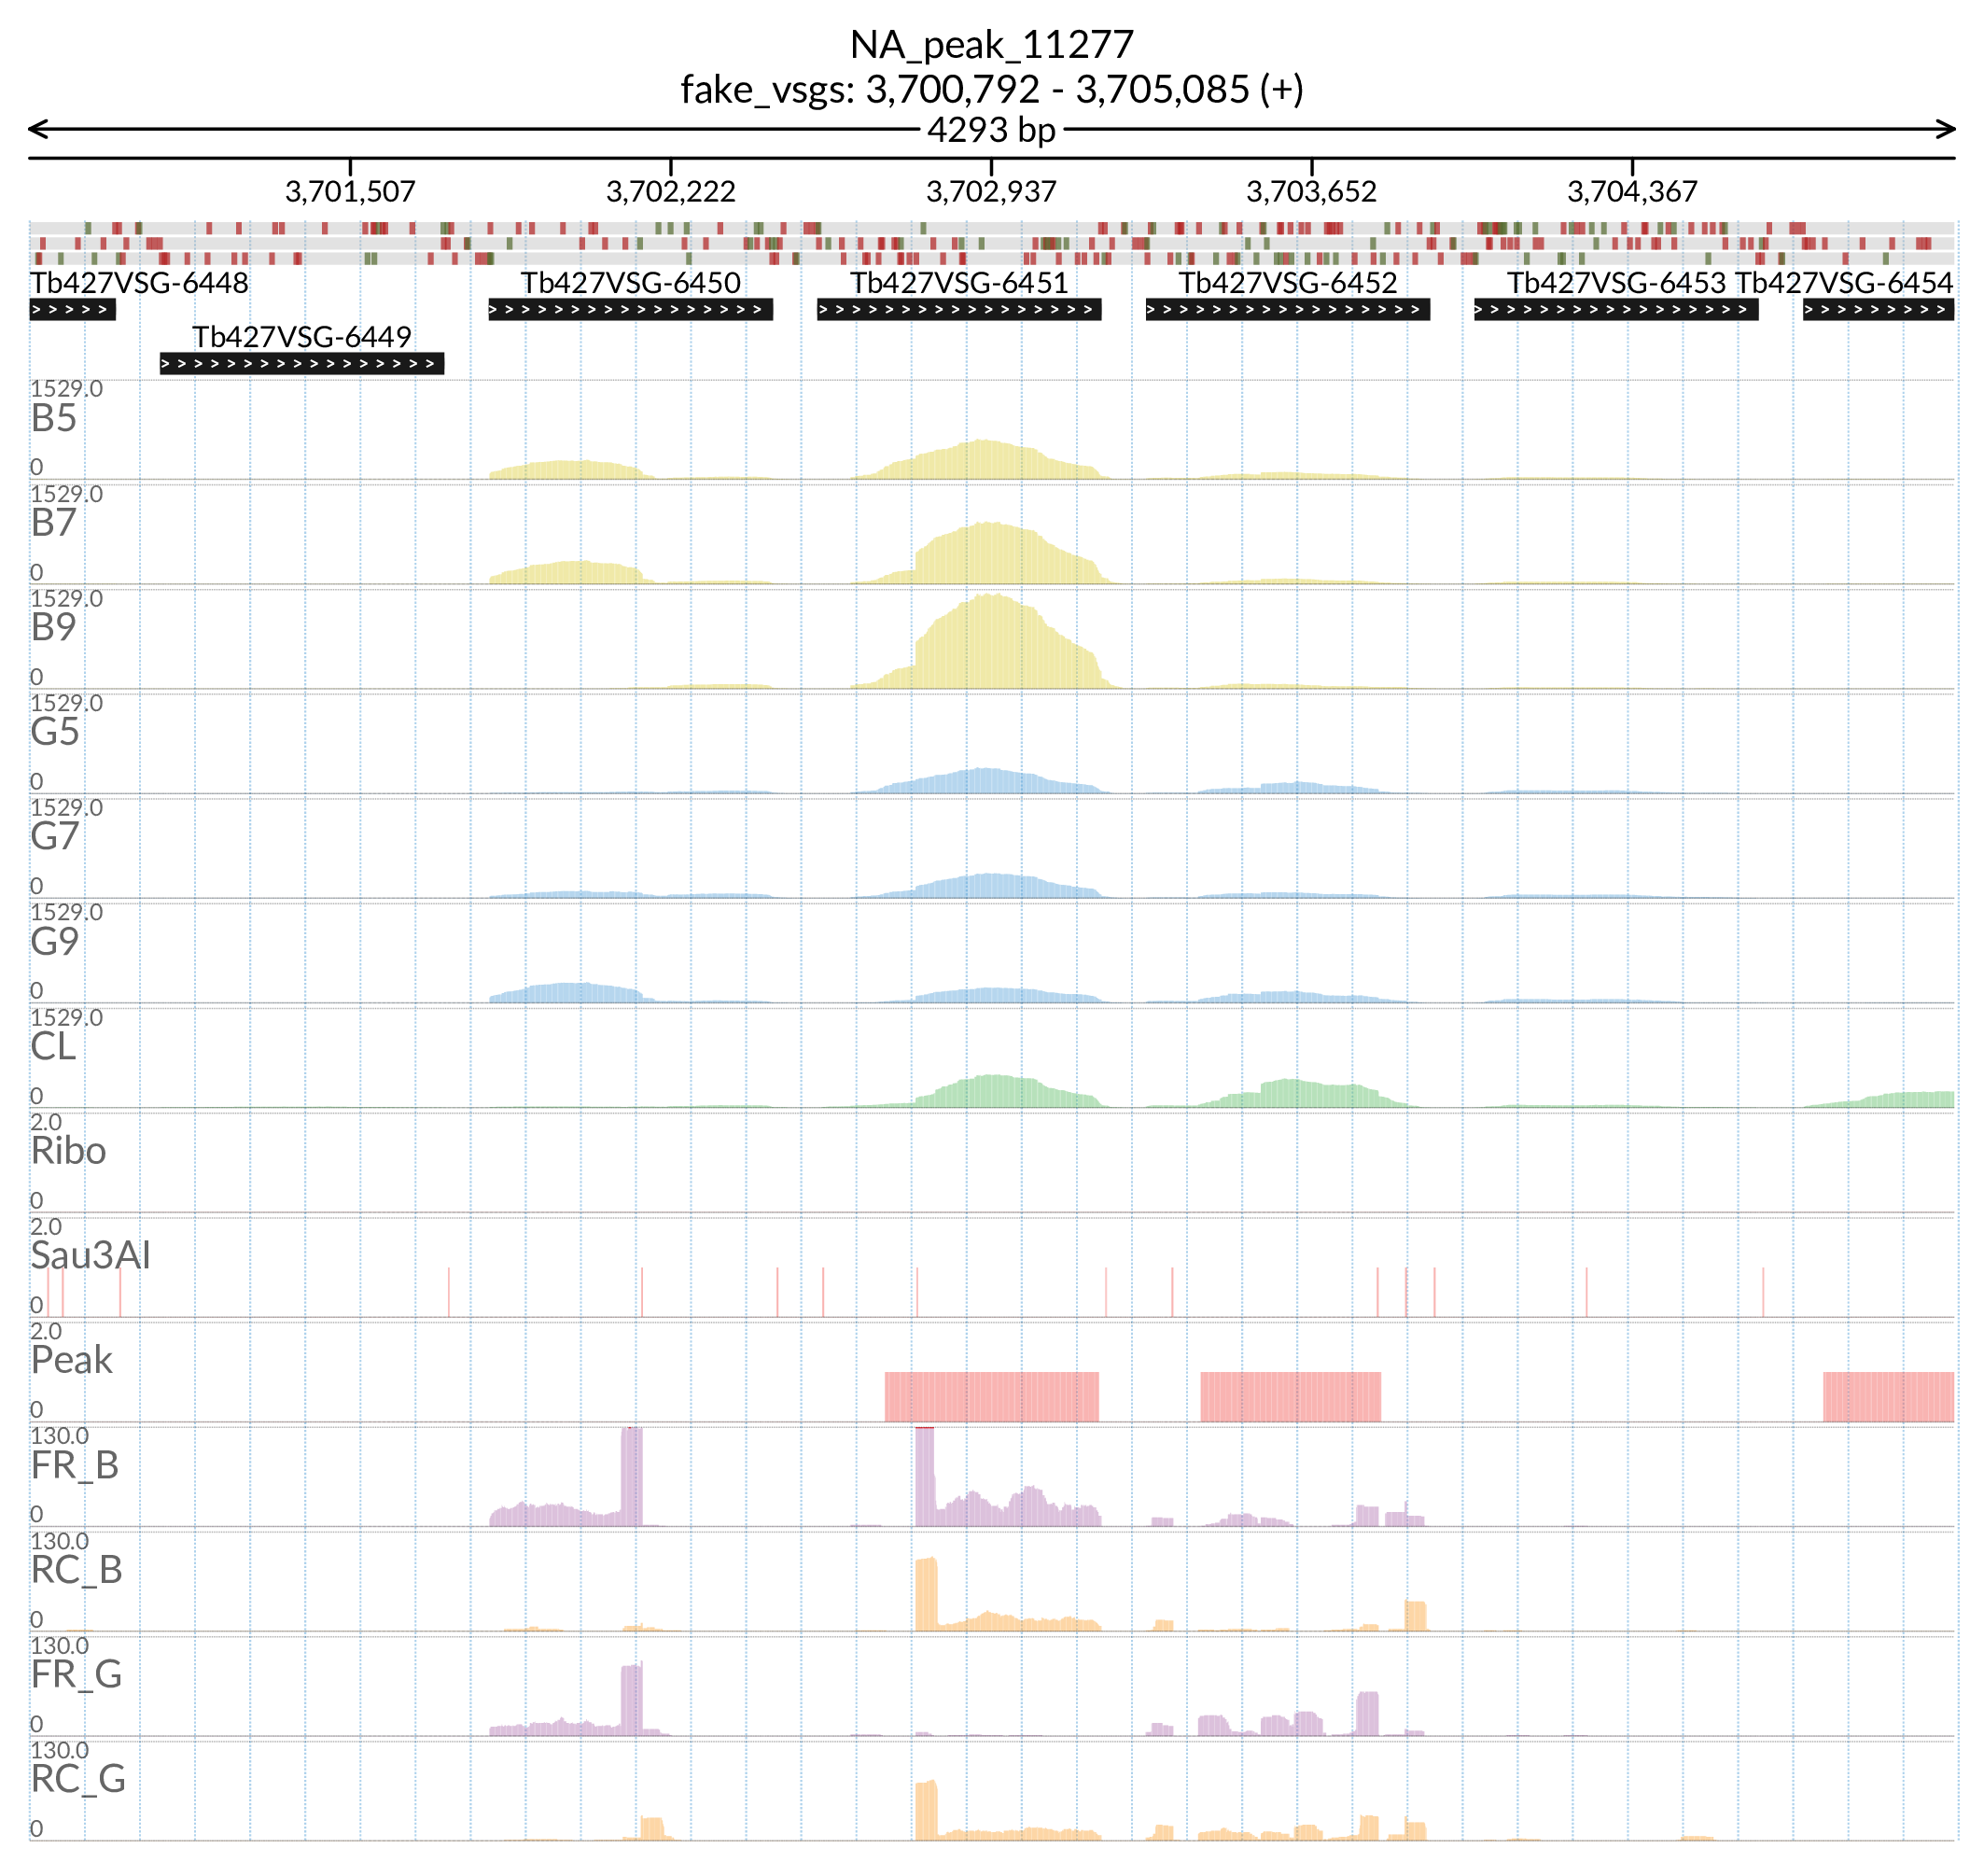 NA_peak_11277
fake_vsgs: 3,700,792 - 3,705,085 (+)
4293 bp
3,701,507 3,702,222 3,702,937 3,703,652 3,704,367
Tb427VSG-6448 Tb427VSG-6450 Tb427VSG-6451 Tb427VSG-6452 Tb427VSG-6453 Tb427VSG-6454
Tb427VSG-6449
1529.0
B5
0
1529.0
B7
0
1529.0
B9
0
1529.0
G5
0
1529.0
G7
0
1529.0
G9
0
1529.0
CL
0
2.0
Ribo
0
2.0
Sau3AI
0
2.0
Peak
0
130.0
FR_B
0
130.0
RC_B
0
130.0
FR_G
0
130.0
RC_G
0